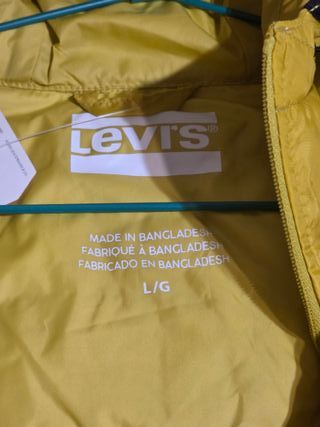 Levi's®
MADE IN BANGLADESH
FABRIQUÉ À BANGLADESH
FABRICADO EN BANGLADESH
L/G